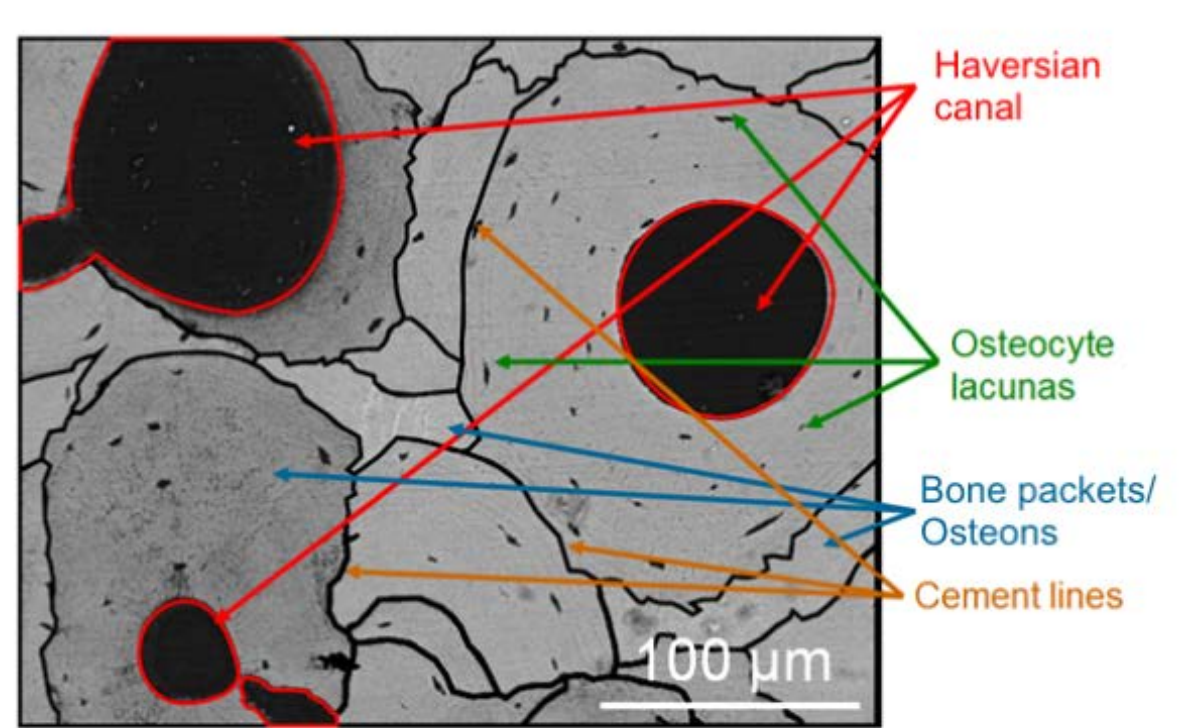 Haversian
canal
Osteocyte
lacunas
Bone packets/
Osteons
Cement lines
100 µm